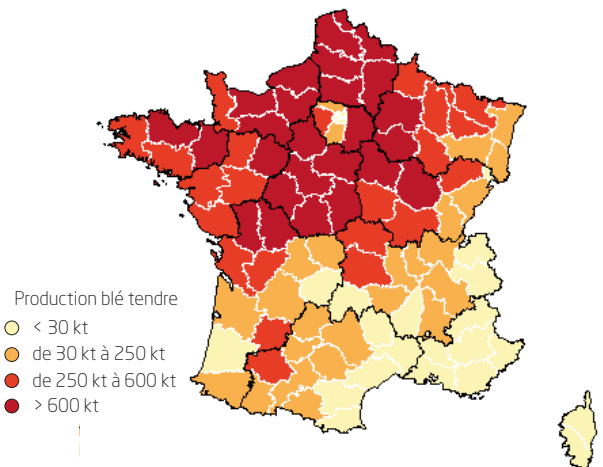 Production blé tendre
< 30 kt
de 30 kt à 250 kt
de 250 kt à 600 kt
> 600 kt